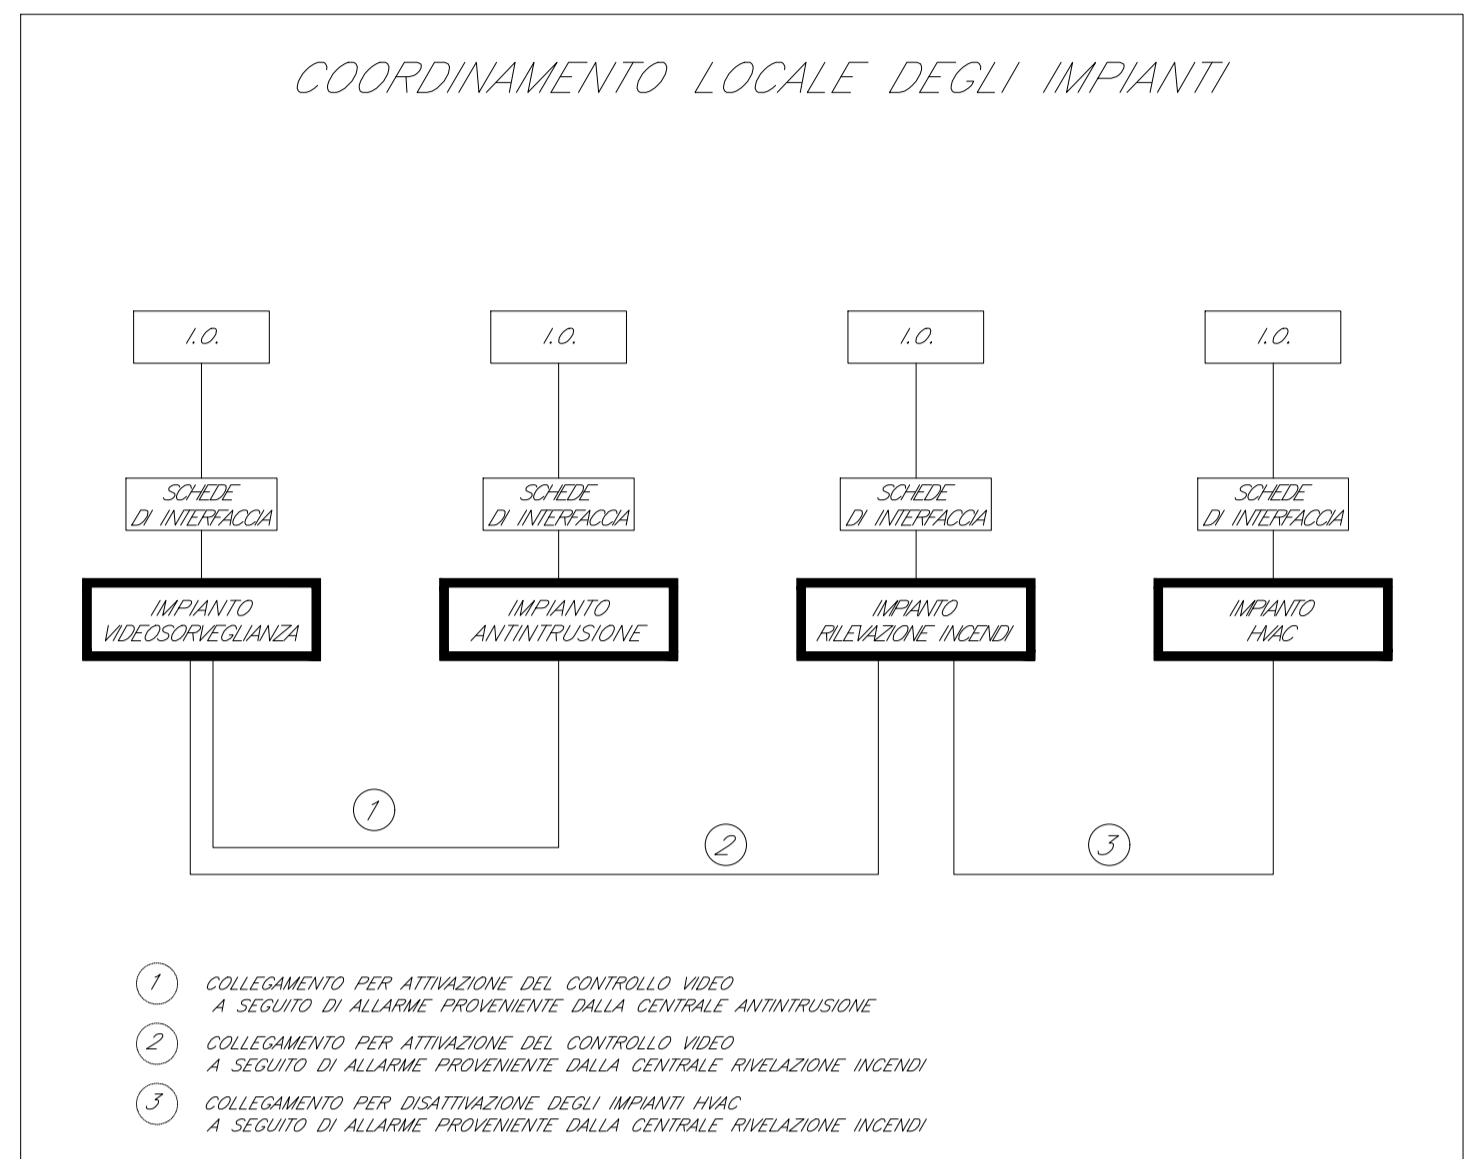 COORDINAMENTO LOCALE DEGLI IMPIANTI
I.O.
I.O.
I.O.
I.O.
SCHEDE
DI INTERFACCIA
SCHEDE
DI INTERFACCIA
SCHEDE
DI INTERFACCIA
SCHEDE
DI INTERFACCIA
IMPIANTO
VIDEOSORVEGLIANZA
IMPIANTO
ANTINTRUSIONE
IMPIANTO
RILEVAZIONE INCENDI
IMPIANTO
HVAC
1
2
3
1 COLLEGAMENTO PER ATTIVAZIONE DEL CONTROLLO VIDEO
A SEGUITO DI ALLARME PROVENIENTE DALLA CENTRALE ANTINTRUSIONE
2 COLLEGAMENTO PER ATTIVAZIONE DEL CONTROLLO VIDEO
A SEGUITO DI ALLARME PROVENIENTE DALLA CENTRALE RIVELAZIONE INCENDI
3 COLLEGAMENTO PER DISATTIVAZIONE DEGLI IMPIANTI HVAC
A SEGUITO DI ALLARME PROVENIENTE DALLA CENTRALE RIVELAZIONE INCENDI